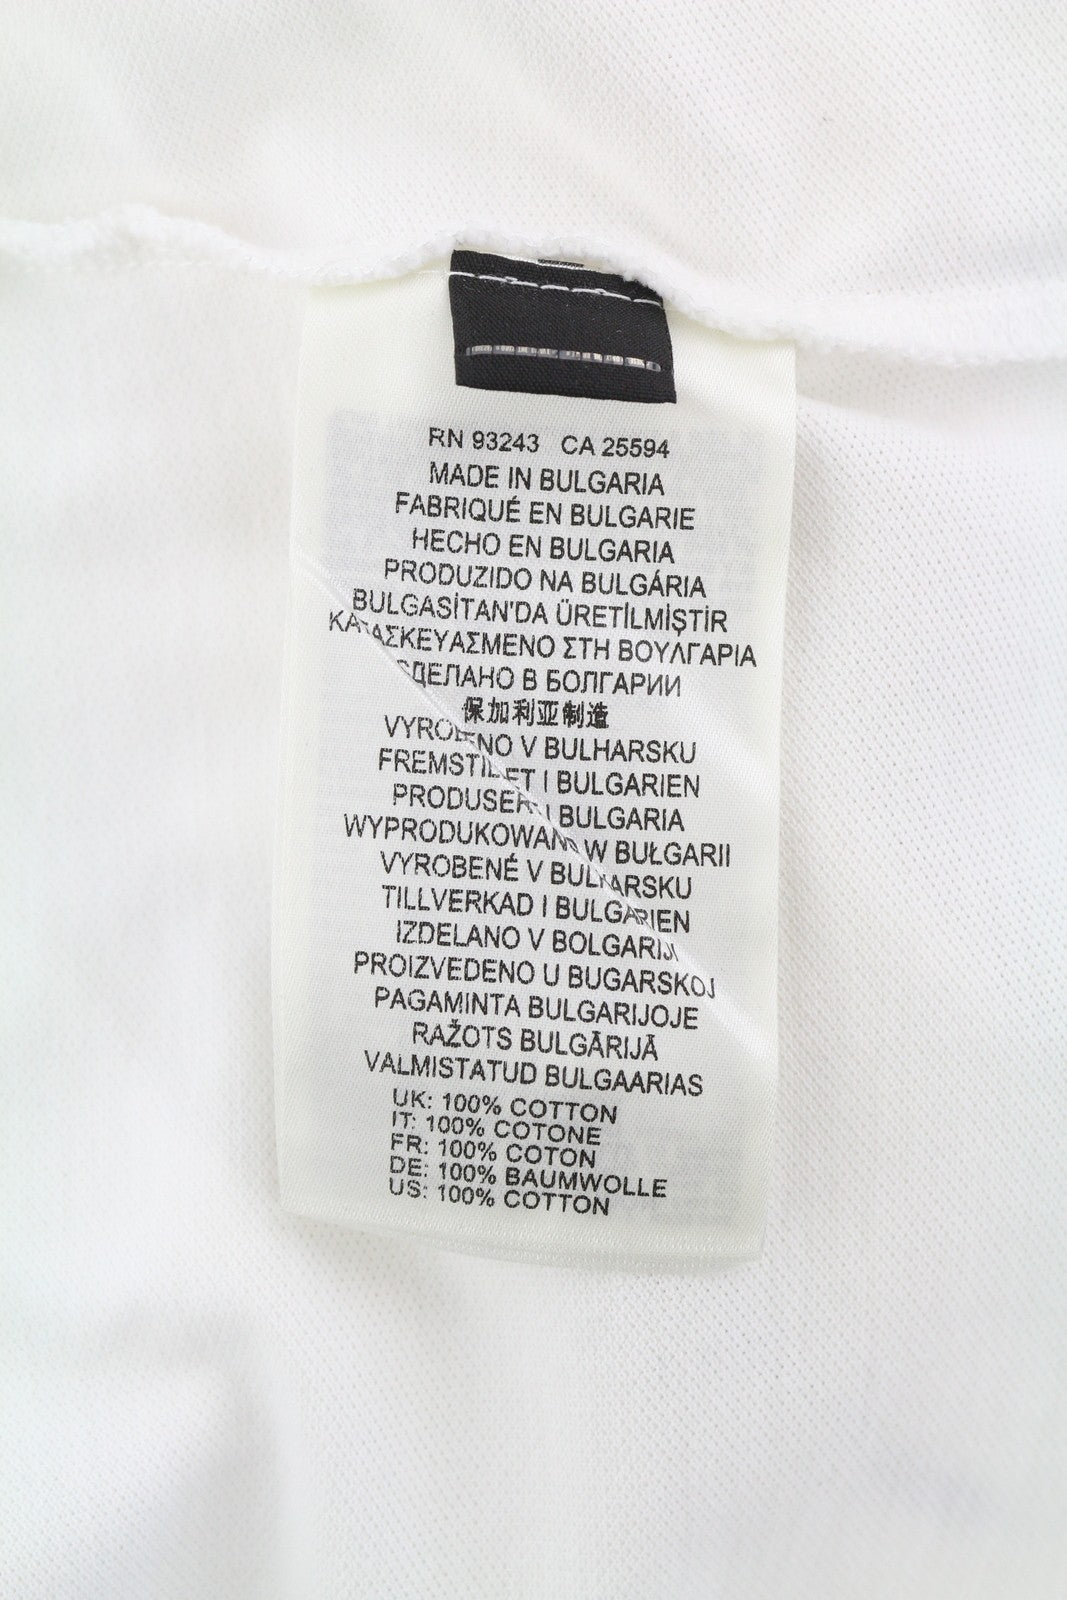 RN 93243 CA 25594
MADE IN BULGARIA
FABRIQUÉ EN BULGARIE
HECHO EN BULGARIA
PRODUZIDO NA BULGÁRIA
BULGASİTAN'DA ÜRETİLMİŞTİR
ΚΑΤΑΣΚΕΥΑΣΜΕΝΟ ΣΤΗ ΒΟΥΛΓΑΡΙΑ
СДЕЛАНО В БОЛГАРИИ
保加利亚制造
VYROBENO V BULHARSKU
FREMSTILLET I BULGARIEN
PRODUSER I BULGARIA
WYPRODUKOWANO W BUŁGARII
VYROBENÉ V BULHARSKU
TILLVERKAD I BULGARIEN
IZDELANO V BOLGARIJI
PROIZVEDENO U BUGARSKOJ
PAGAMINTA BULGARIJOJE
RAŽOTS BULGĀRIJĀ
VALMISTATUD BULGAARIAS
UK: 100% COTTON
IT: 100% COTONE
FR: 100% COTON
DE: 100% BAUMWOLLE
US: 100% COTTON